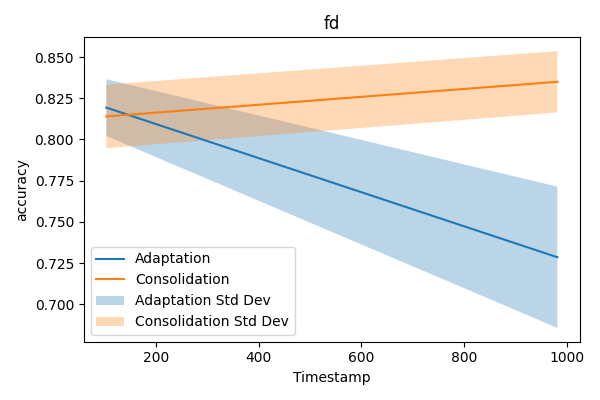 fd
accuracy
0.850
0.825
0.800
0.775
0.750
0.725
0.700
Adaptation
Consolidation
Adaptation Std Dev
Consolidation Std Dev
200
400
600
800
1000
Timestamp